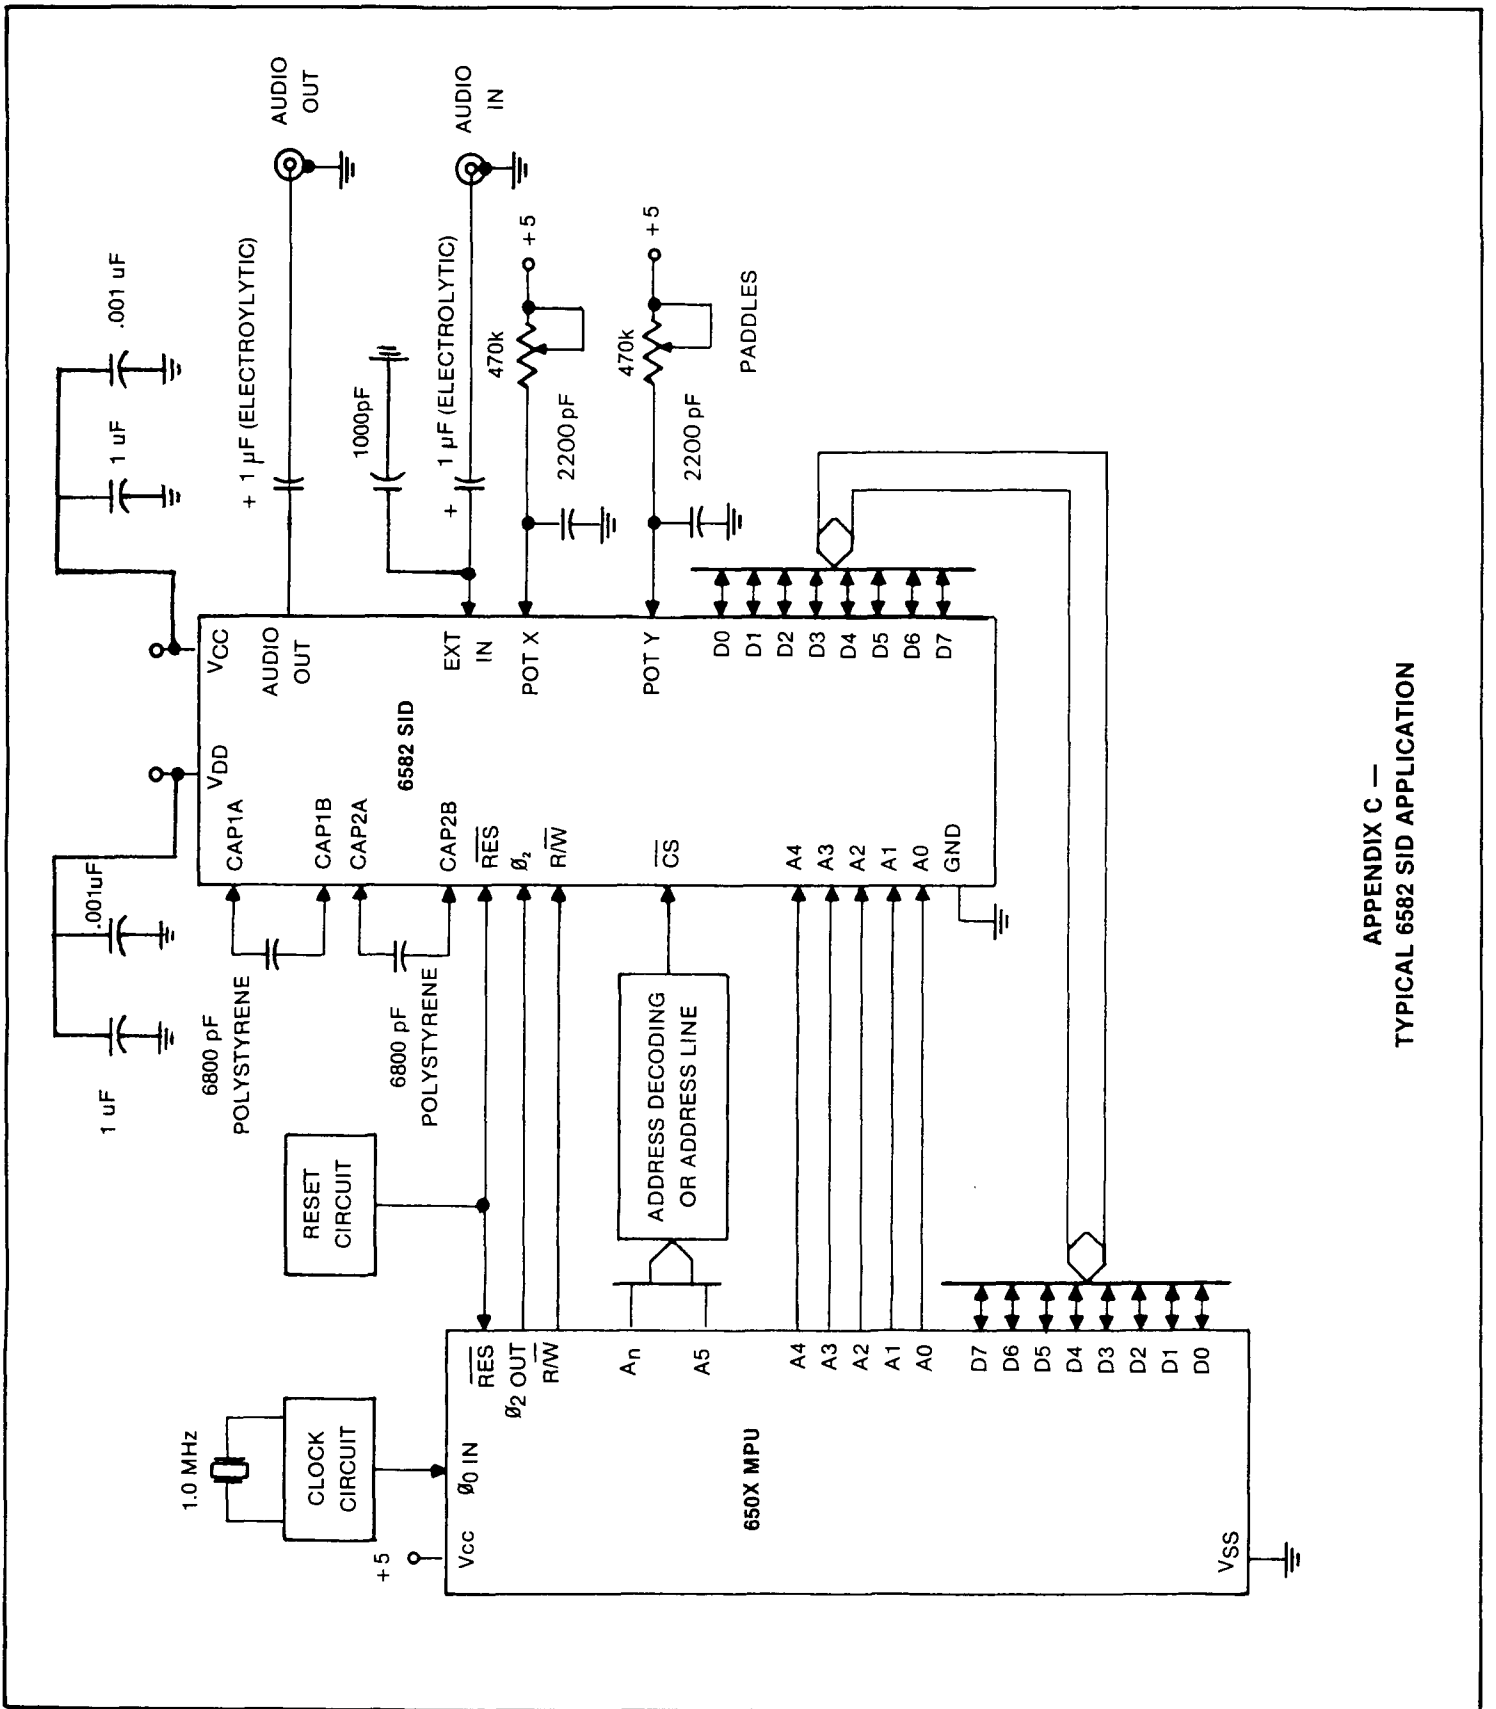 1 uF
.001uF
1 uF
.001 uF
VDD
VCC
6800 pF
POLYSTYRENE
6800 pF
POLYSTYRENE
CAP1A
CAP1B
CAP2A
CAP2B
RES
Ø2
R/W
CS
A4
A3
A2
A1
A0
GND
6582 SID
AUDIO
OUT
EXT
IN
POT X
POT Y
D0
D1
D2
D3
D4
D5
D6
D7
+ 1 µF (ELECTROYLYTIC)
AUDIO
OUT
1000pF
+ 1 µF (ELECTROLYTIC)
AUDIO
IN
470k
+5
2200pF
470k
+5
2200pF
PADDLES
1.0 MHz
CLOCK
CIRCUIT
RESET
CIRCUIT
ADDRESS DECODING
OR ADDRESS LINE
+5
Vcc
Ø0 IN
RES
Ø2 OUT
R/W
An
A5
A4
A3
A2
A1
A0
D7
D6
D5
D4
D3
D2
D1
D0
650X MPU
VSS
APPENDIX C —
TYPICAL 6582 SID APPLICATION